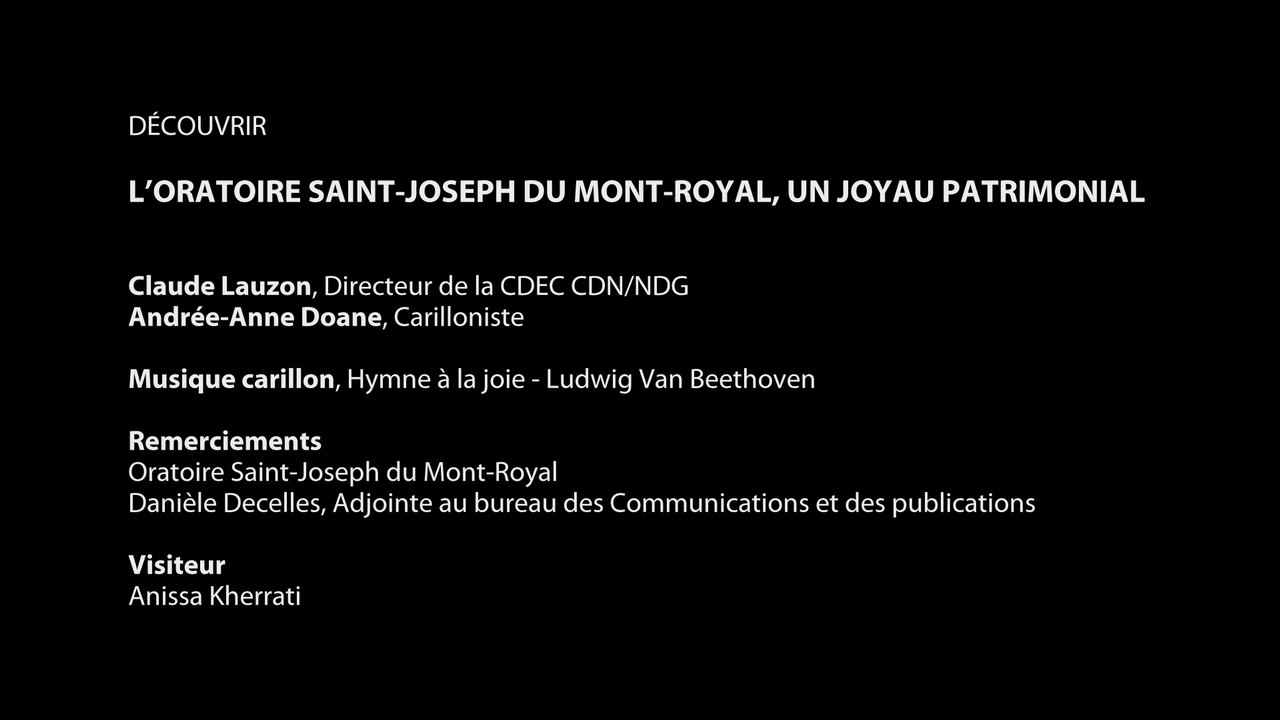 DÉCOUVRIR
L’ORATOIRE SAINT-JOSEPH DU MONT-ROYAL, UN JOYAU PATRIMONIAL
Claude Lauzon, Directeur de la CDEC CDN/NDG
Andrée-Anne Doane, Carilloniste
Musique carillon, Hymne à la joie - Ludwig Van Beethoven
Remerciements
Oratoire Saint-Joseph du Mont-Royal
Danièle Decelles, Adjointe au bureau des Communications et des publications
Visiteur
Anissa Kherrati